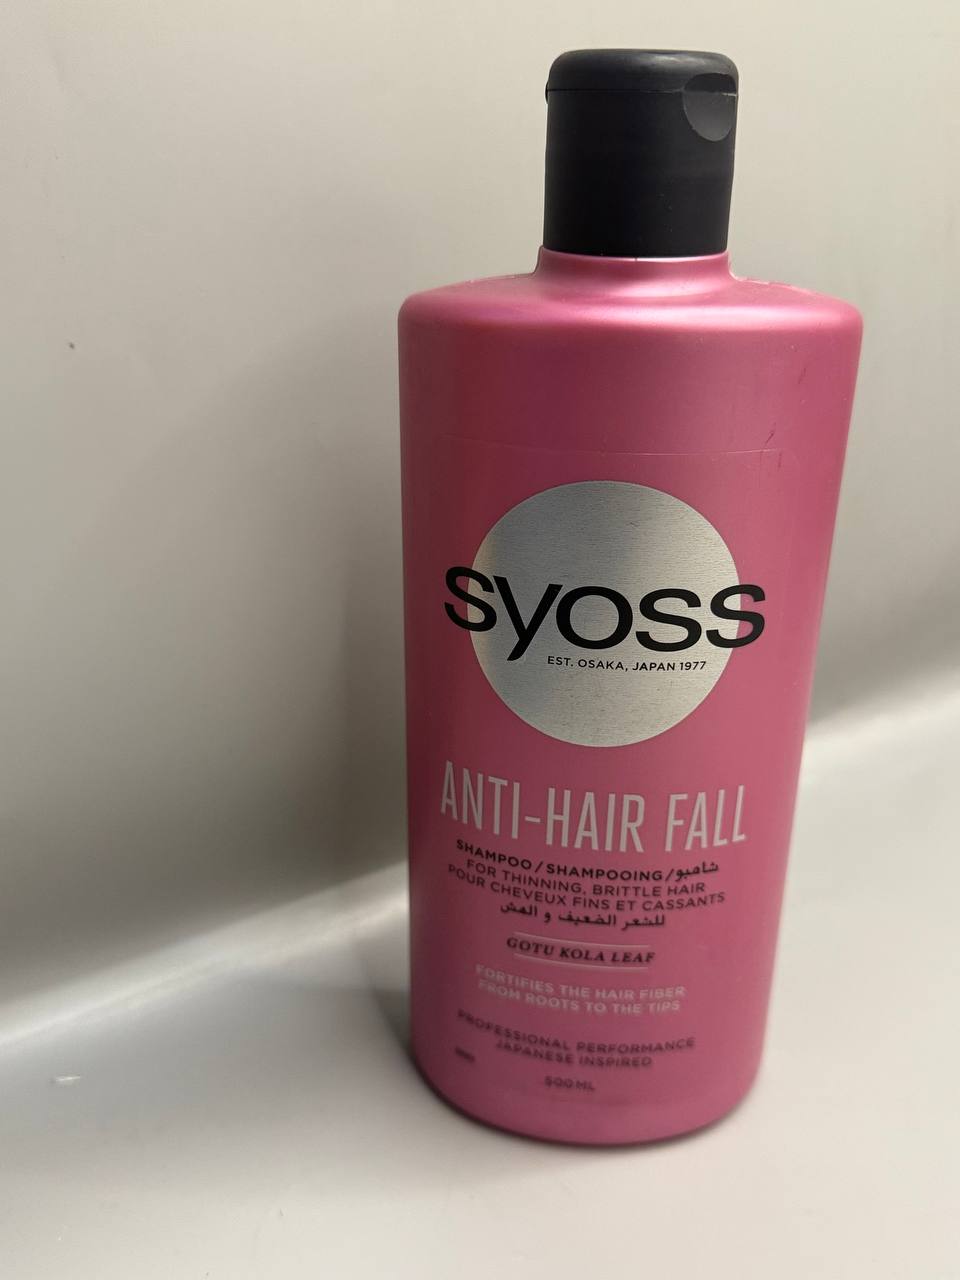 syoss
EST. OSAKA, JAPAN 1977
ANTI-HAIR FALL
SHAMPOO/SHAMPOOING/شامبو
FOR THINNING, BRITTLE HAIR
POUR CHEVEUX FINS ET CASSANTS
للشعر الضعيف و الهش
GOTU KOLA LEAF
FORTIFIES THE HAIR FIBER
FROM ROOTS TO THE TIPS
PROFESSIONAL PERFORMANCE
JAPANESE INSPIRED
500 ML